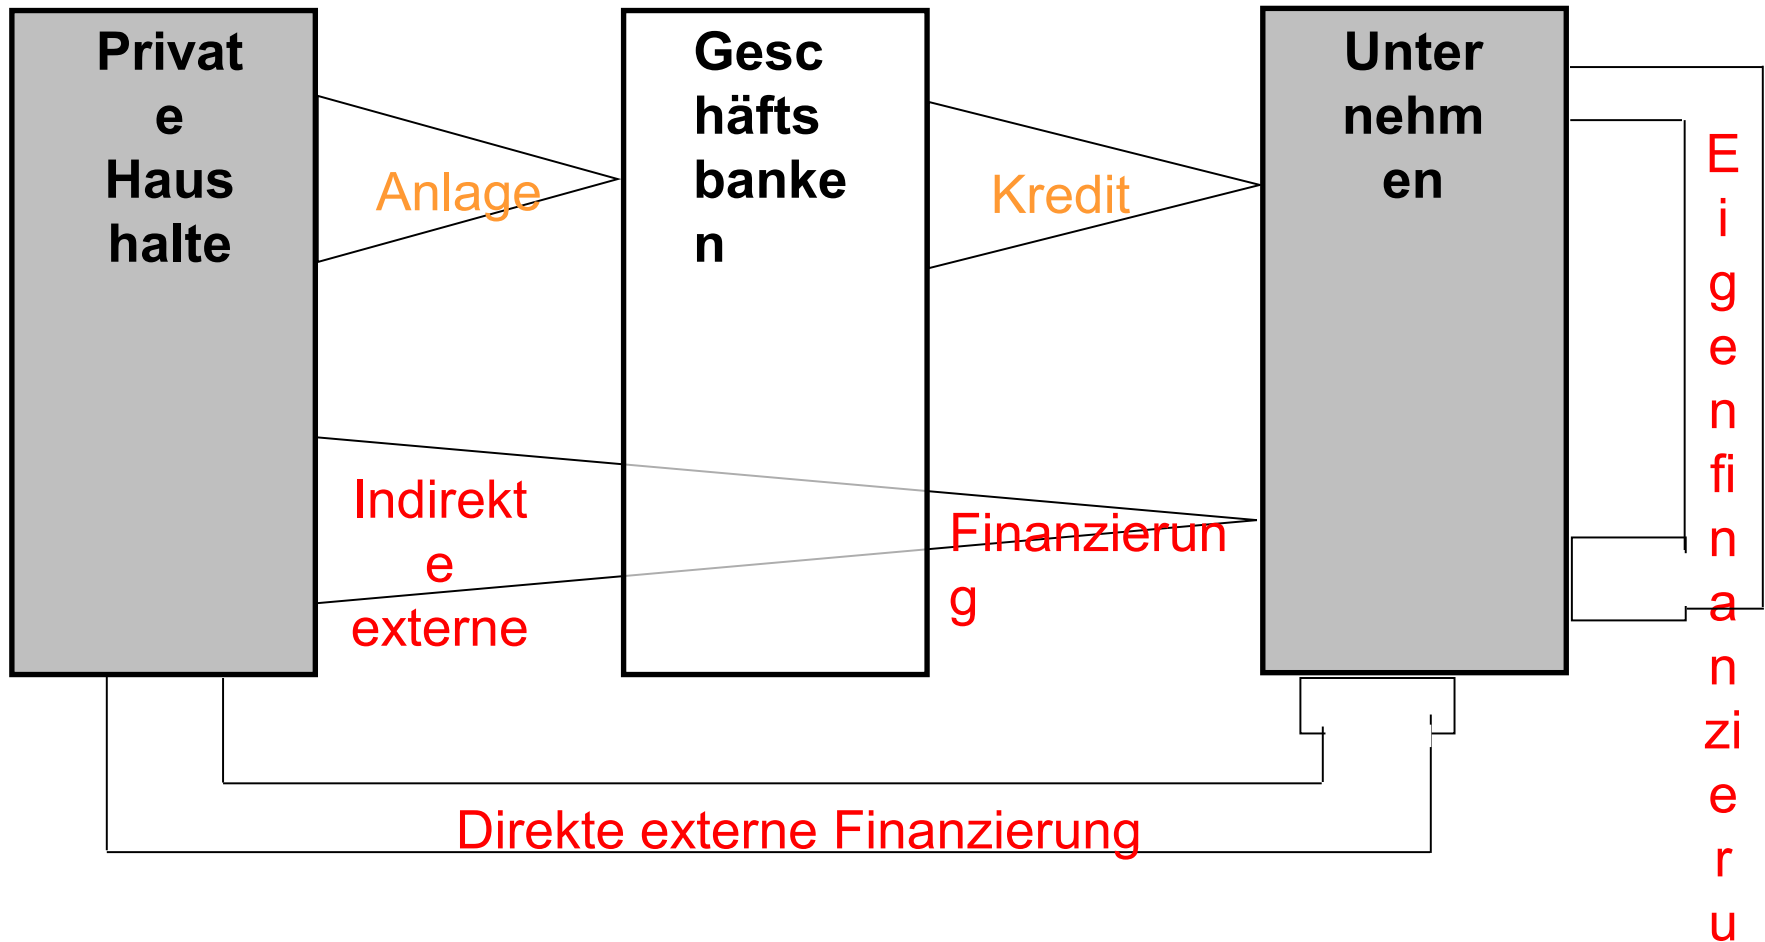 Privat
e
Haus
halte
Gesc
häfts
banke
n
Unter
nehm
en
Anlage
Kredit
Indirekt
e
externe
Finanzierun
g
Direkte externe Finanzierung
E
i
g
e
n
fi
n
a
n
zi
e
r
u